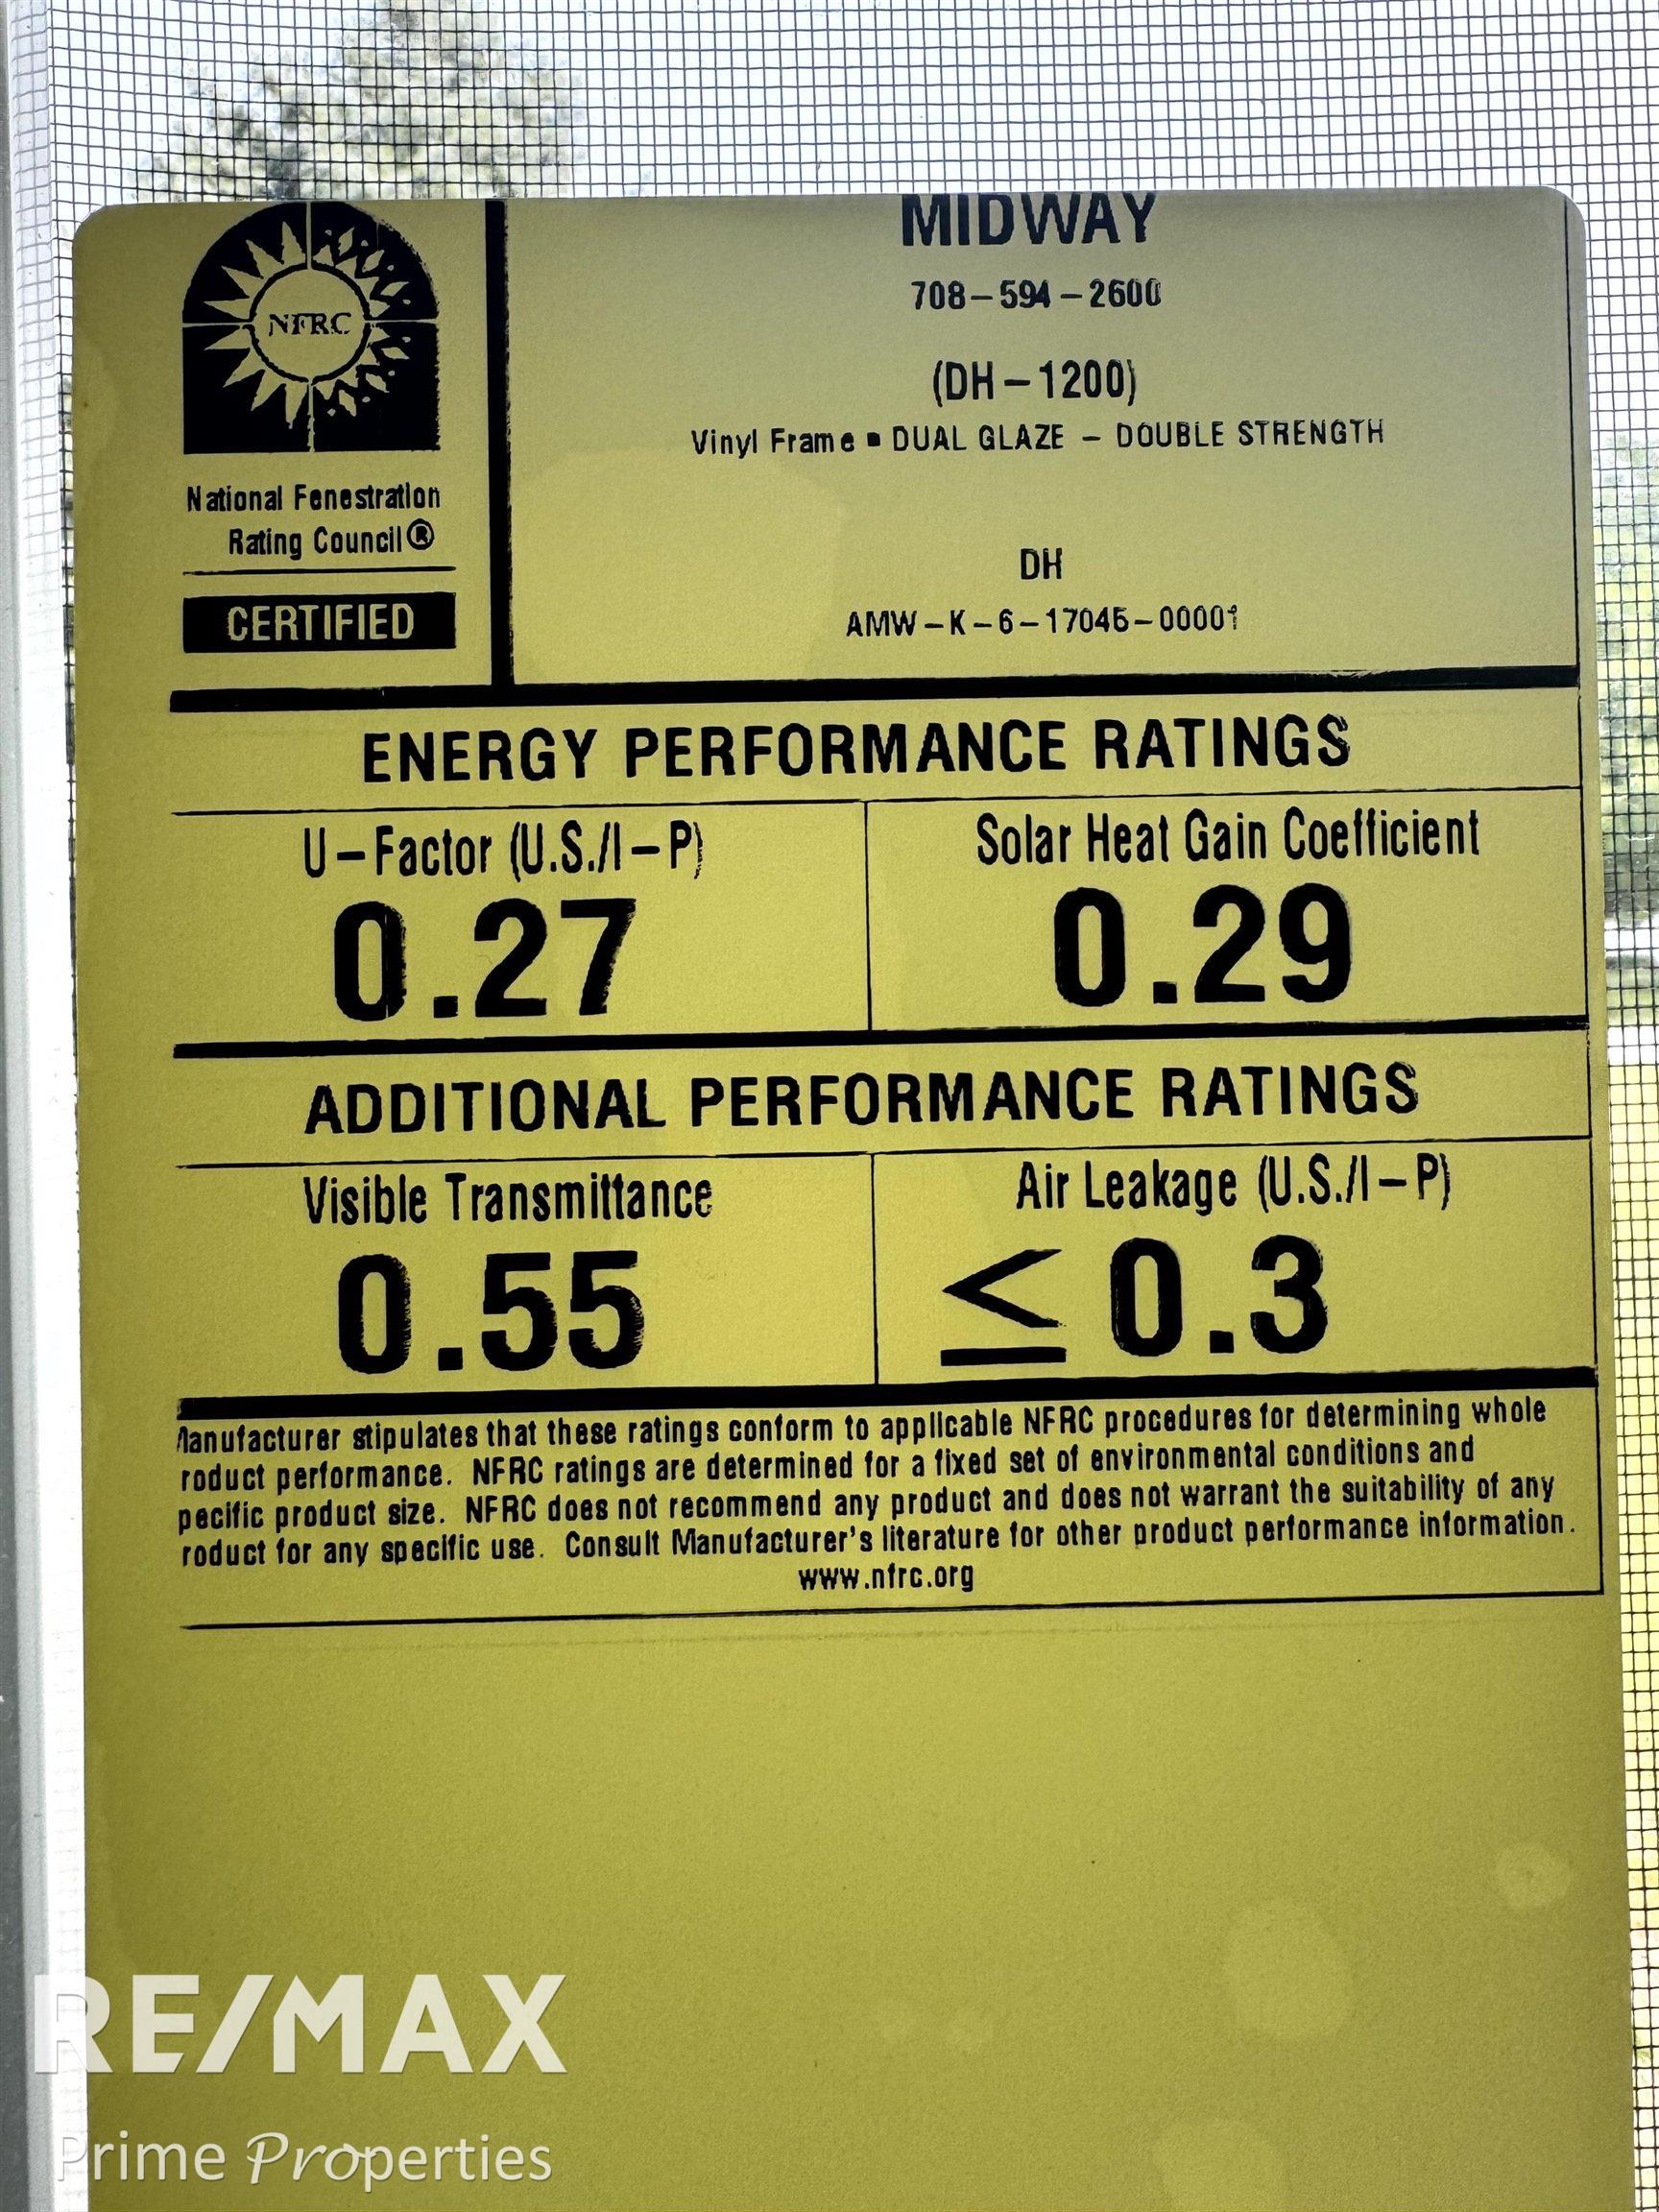 MIDWAY
708-594-2600
(DH-1200)
Vinyl Frame ▪ DUAL GLAZE - DOUBLE STRENGTH
DH
AMW-K-6-17045-00001
NFRC
National Fenestration
Rating Council®
CERTIFIED
ENERGY PERFORMANCE RATINGS
U-Factor (U.S./I-P)
0.27
Solar Heat Gain Coefficient
0.29
ADDITIONAL PERFORMANCE RATINGS
Visible Transmittance
0.55
Air Leakage (U.S./I-P)
≤ 0.3
Manufacturer stipulates that these ratings conform to applicable NFRC procedures for determining whole
roduct performance. NFRC ratings are determined for a fixed set of environmental conditions and
pecific product size. NFRC does not recommend any product and does not warrant the suitability of any
roduct for any specific use. Consult Manufacturer's literature for other product performance information.
www.nfrc.org
RE/MAX
Prime Properties